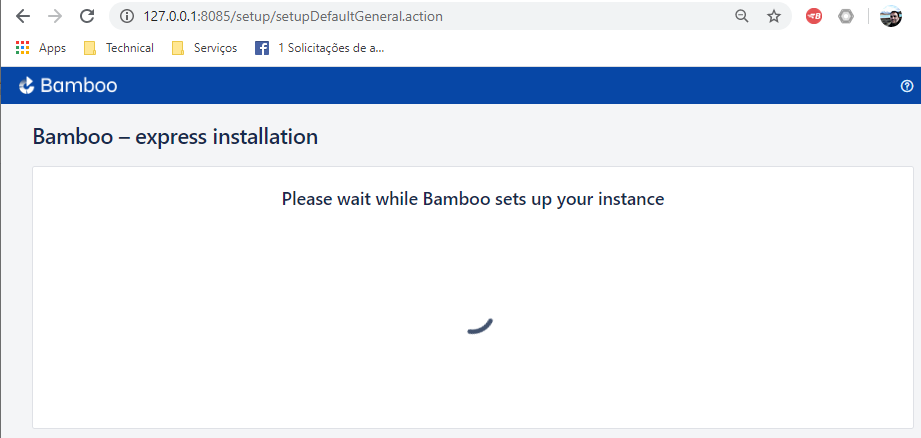 127.0.0.1:8085/setup/setupDefaultGeneral.action
Apps Technical Serviços 1 Solicitações de a...
Bamboo
Bamboo – express installation
Please wait while Bamboo sets up your instance